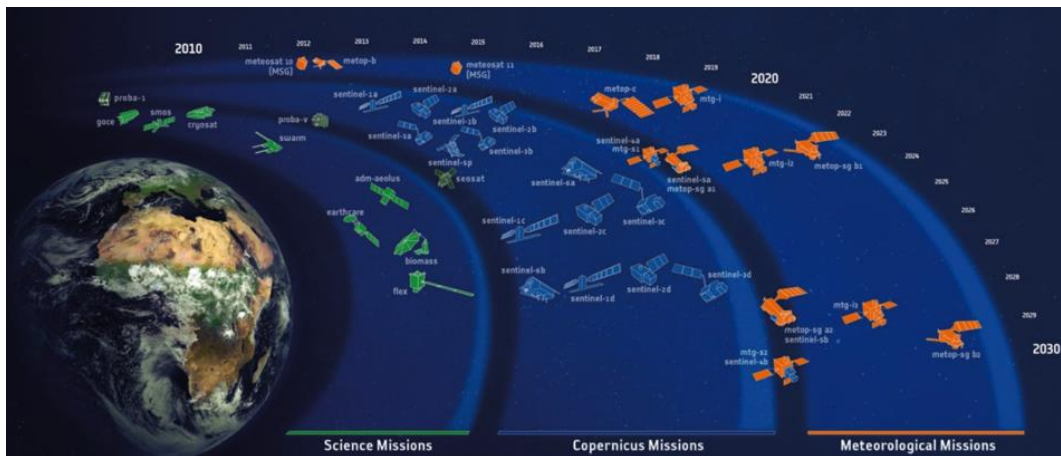 2010
2011
2012
2013
2014
2015
2016
2017
2018
2019
2020
2021
2022
2023
2024
2025
2026
2027
2028
2029
2030
meteosat 10
(MSG)
metop-b
meteosat 11
(MSG)
metop-c
mtg-i1
proba-1
goce
smos
cryosat
swarm
proba-v
sentinel-1a
sentinel-2a
sentinel-1b
sentinel-2b
sentinel-3a
sentinel-3b
sentinel-5p
seosat
sentinel-4a
mtg-s1
sentinel-5a
metop-sg a1
mtg-i2
metop-sg b1
adm-aeolus
earthcare
biomass
flex
sentinel-6a
sentinel-1c
sentinel-2c
sentinel-3c
sentinel-6b
sentinel-1d
sentinel-2d
sentinel-3d
metop-sg a2
sentinel-5b
mtg-i3
metop-sg b2
mtg-s2
sentinel-4b
Science Missions
Copernicus Missions
Meteorological Missions